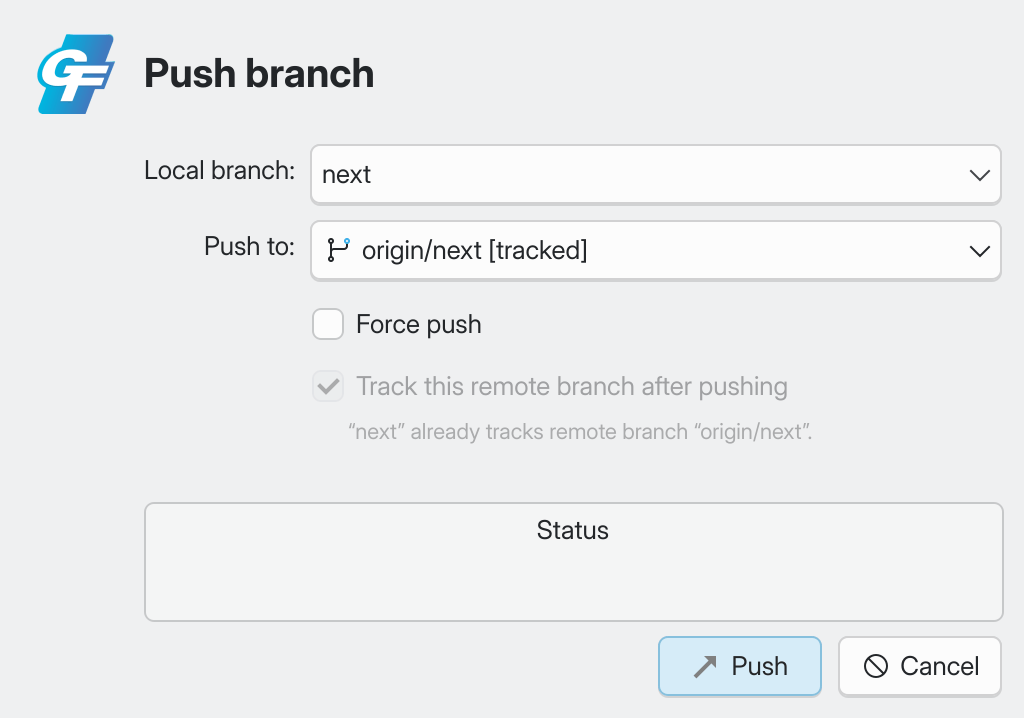 GF
Push branch
Local branch: next
Push to: origin/next [tracked]
Force push
Track this remote branch after pushing
“next” already tracks remote branch “origin/next”.
Status
Push Cancel